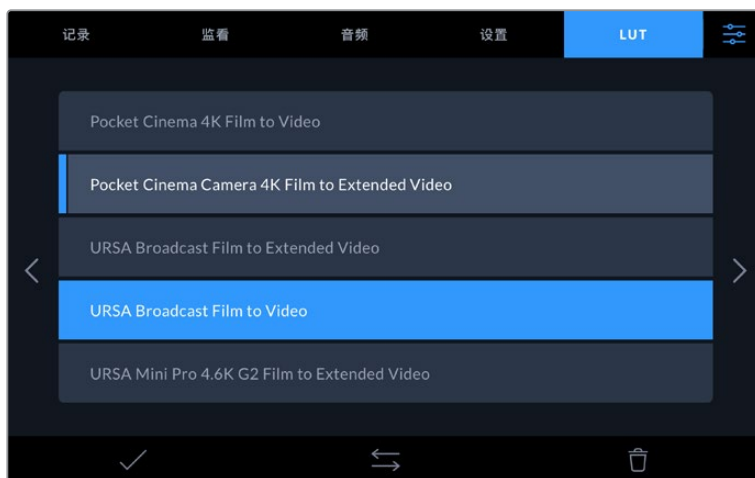 记录 监看 音频 设置 LUT
Pocket Cinema 4K Film to Video
Pocket Cinema Camera 4K Film to Extended Video
URSA Broadcast Film to Extended Video
URSA Broadcast Film to Video
URSA Mini Pro 4.6K G2 Film to Extended Video